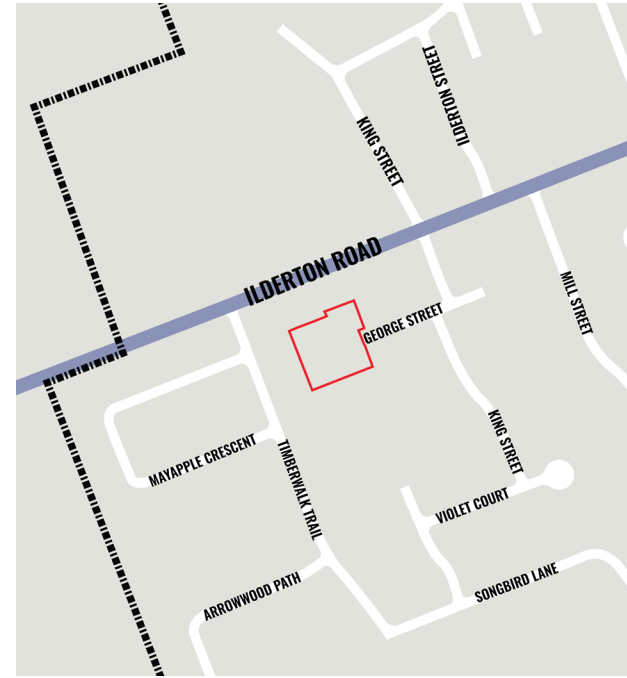 ILDERTON STREET
KING STREET
ILDERTON ROAD
MILL STREET
GEORGE STREET
KING STREET
MAYAPPLE CRESCENT
TIMBERWALK TRAIL
VIOLET COURT
ARROWWOOD PATH
SONGBIRD LANE